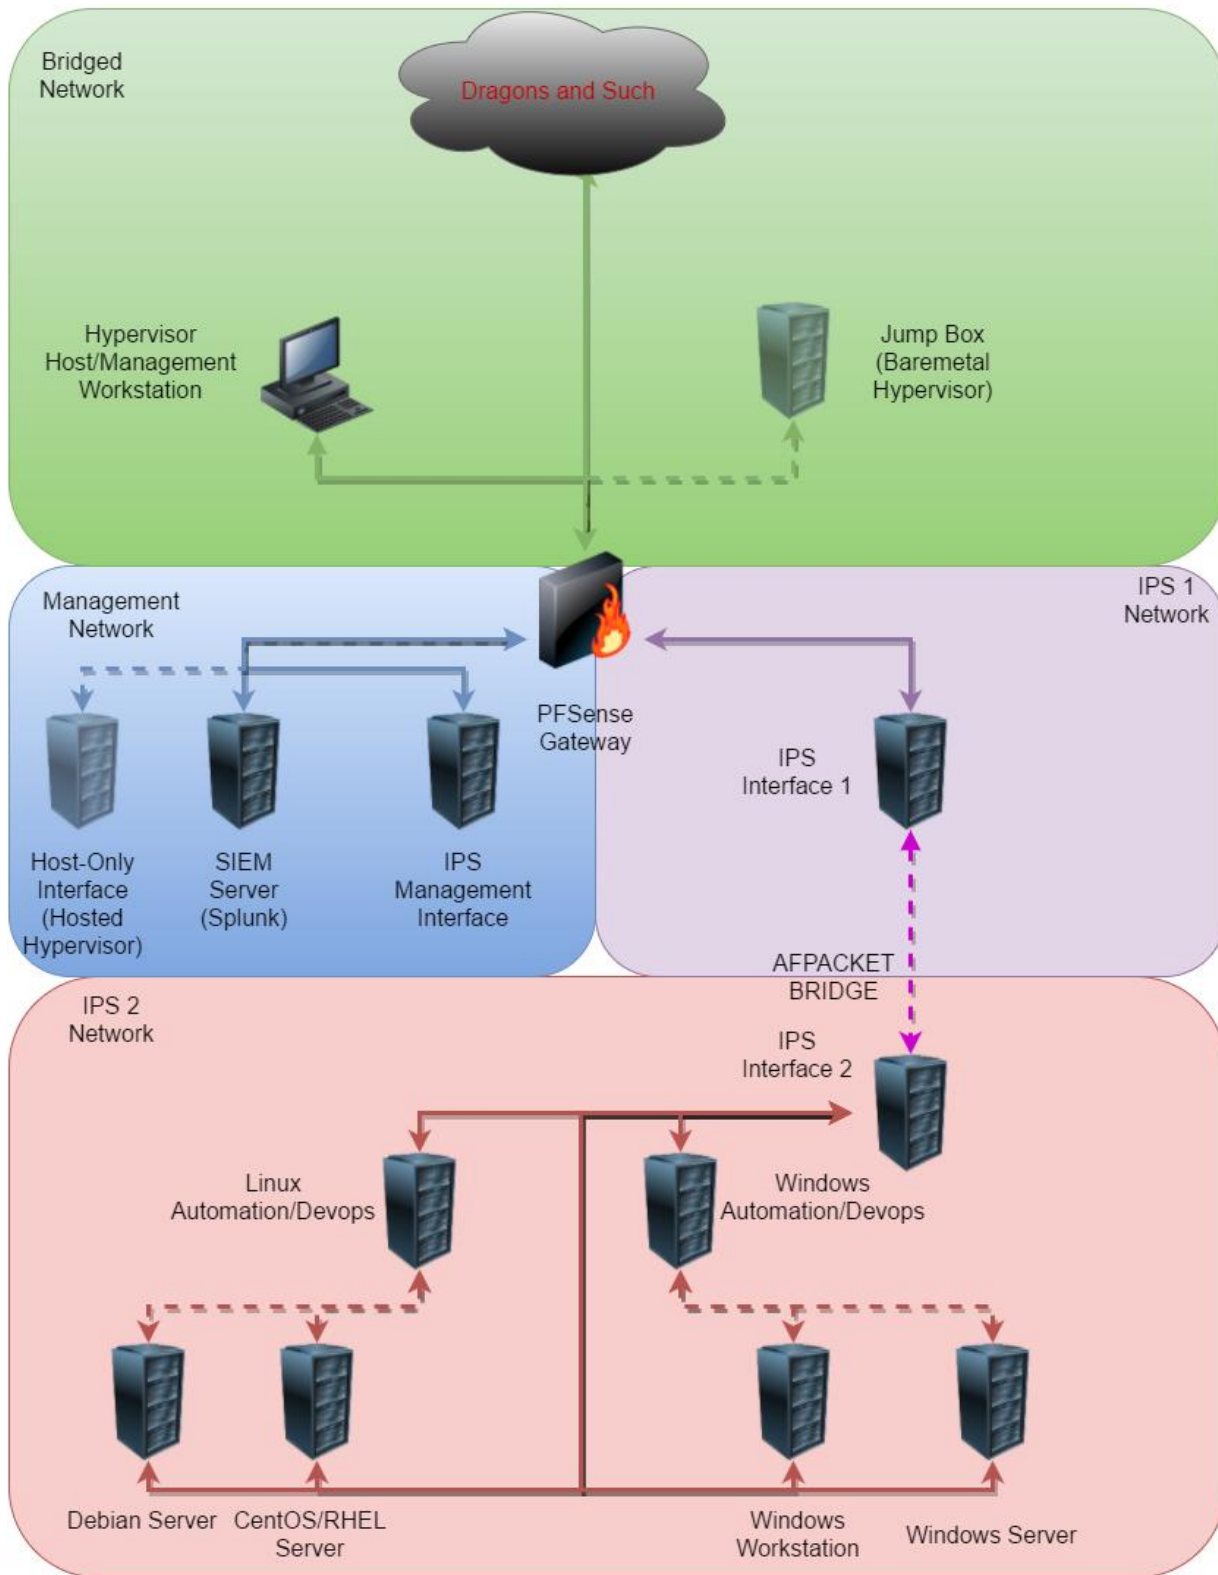 Bridged
Network
Dragons and Such
Hypervisor
Host/Management
Workstation
Jump Box
(Baremetal
Hypervisor)
Management
Network
IPS 1
Network
PFSense
Gateway
IPS
Interface 1
Host-Only
Interface
(Hosted
Hypervisor)
SIEM
Server
(Splunk)
IPS
Management
Interface
AFPACKET
BRIDGE
IPS 2
Network
IPS
Interface 2
Linux
Automation/Devops
Windows
Automation/Devops
Debian Server
CentOS/RHEL
Server
Windows
Workstation
Windows Server